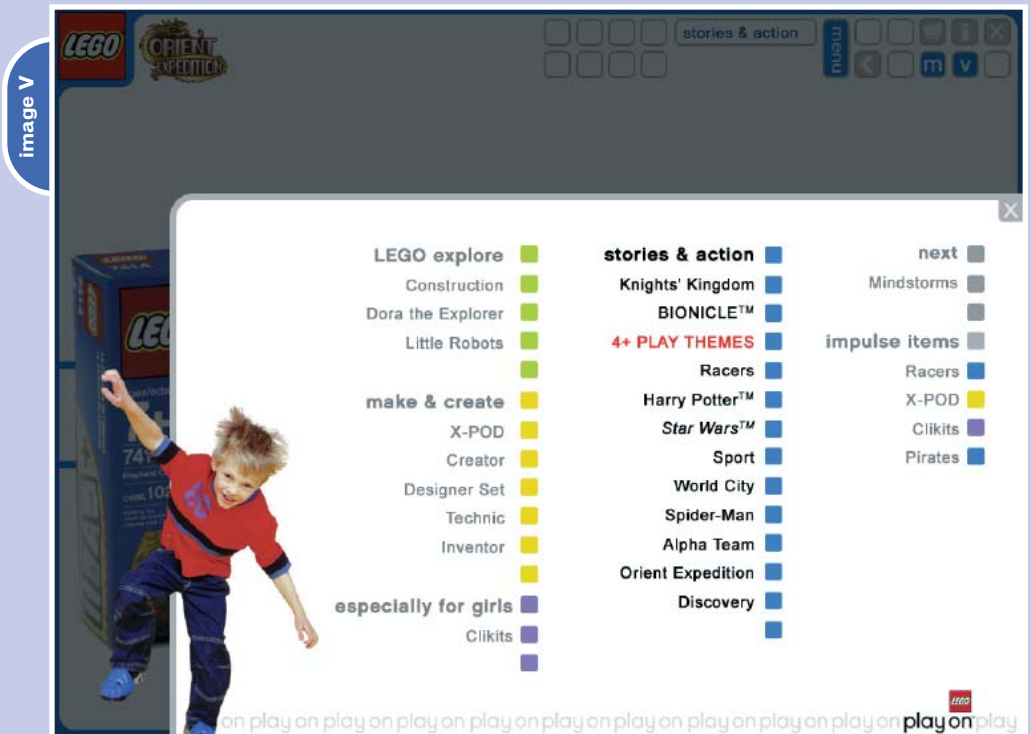 image V
LEGO
ORIENT
EXPEDITION
stories & action
menu
m v
X
LEGO explore
Construction
Dora the Explorer
Little Robots
make & create
X-POD
Creator
Designer Set
Technic
Inventor
especially for girls
Clikits
stories & action
Knights' Kingdom
BIONICLE™
4+ PLAY THEMES
Racers
Harry Potter™
Star Wars™
Sport
World City
Spider-Man
Alpha Team
Orient Expedition
Discovery
next
Mindstorms
impulse items
Racers
X-POD
Clikits
Pirates
LEGO
on play on play on play on play on play on play on play on play on play on play on play